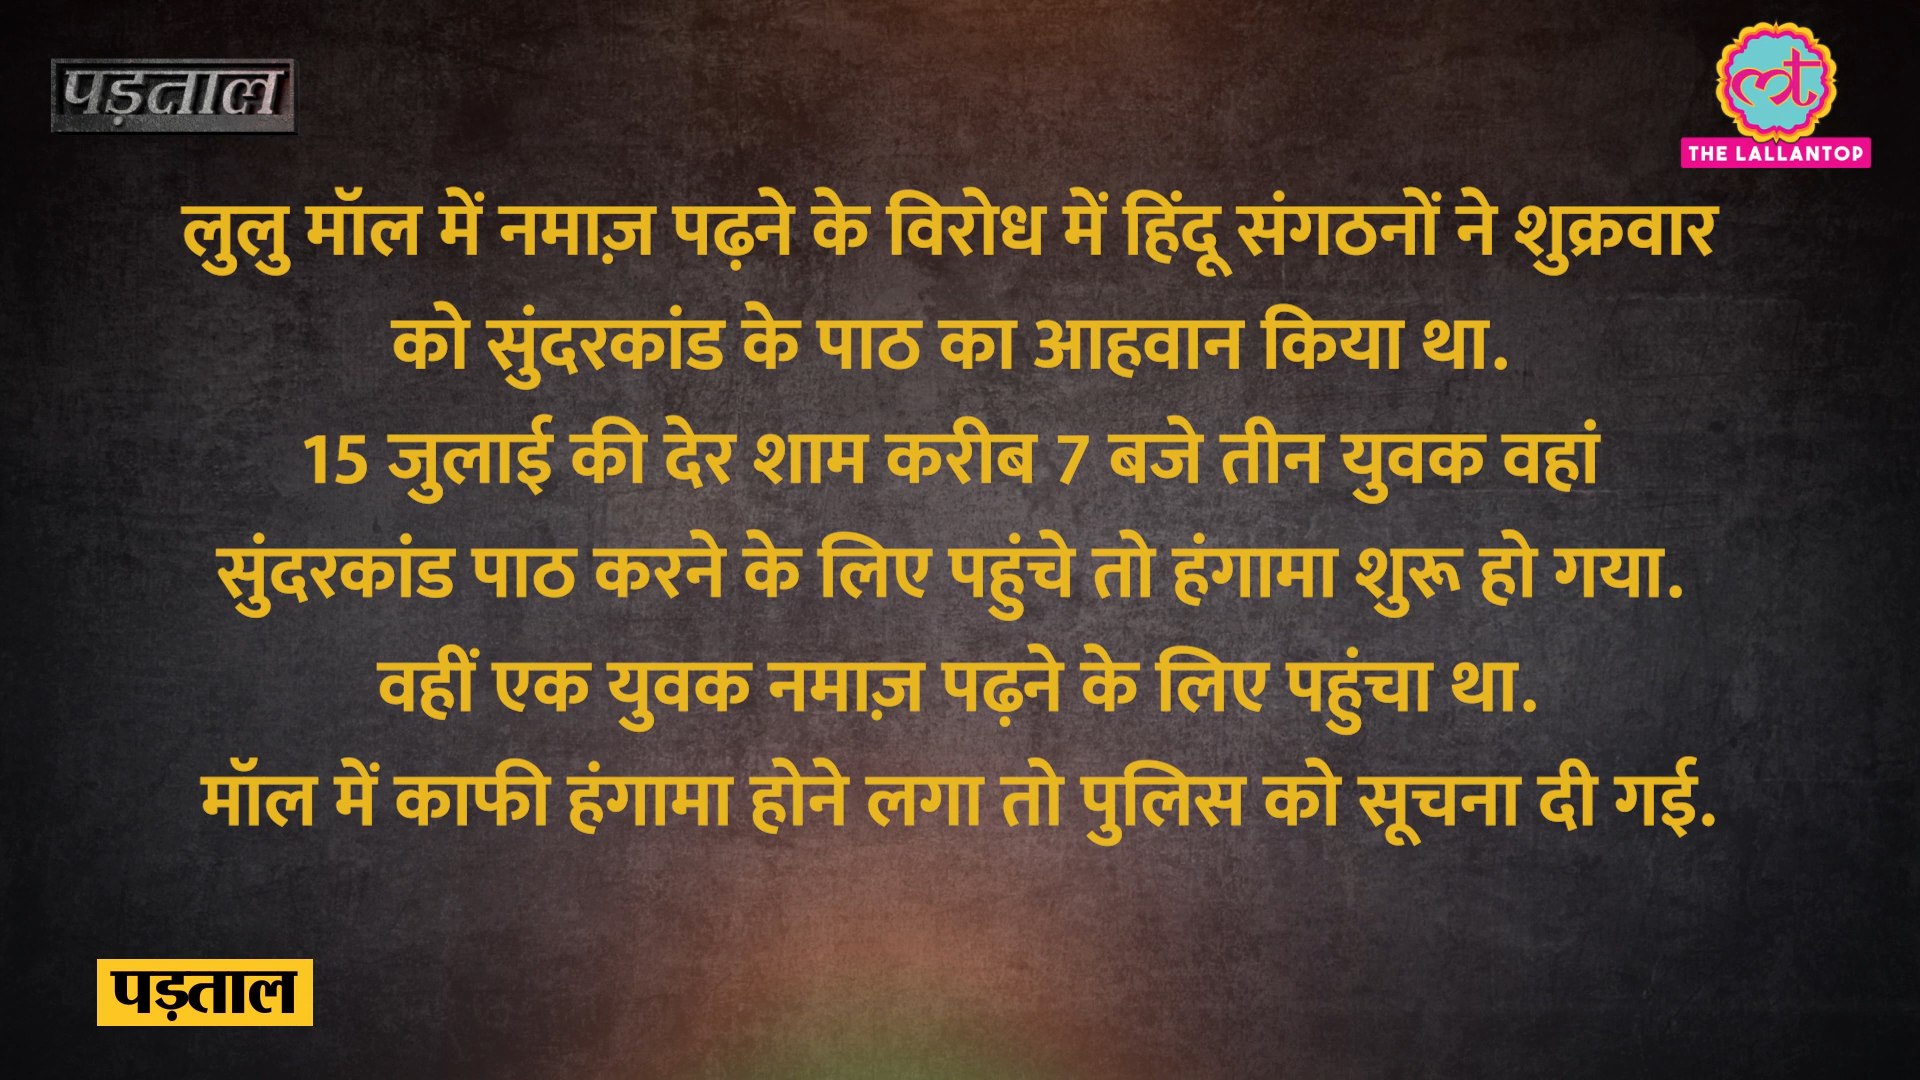 पड़ताल
lt
THE LALLANTOP
लुलु मॉल में नमाज़ पढ़ने के विरोध में हिंदू संगठनों ने शुक्रवार
को सुंदरकांड के पाठ का आहवान किया था.
15 जुलाई की देर शाम करीब 7 बजे तीन युवक वहां
सुंदरकांड पाठ करने के लिए पहुंचे तो हंगामा शुरू हो गया.
वहीं एक युवक नमाज़ पढ़ने के लिए पहुंचा था.
मॉल में काफी हंगामा होने लगा तो पुलिस को सूचना दी गई.
पड़ताल